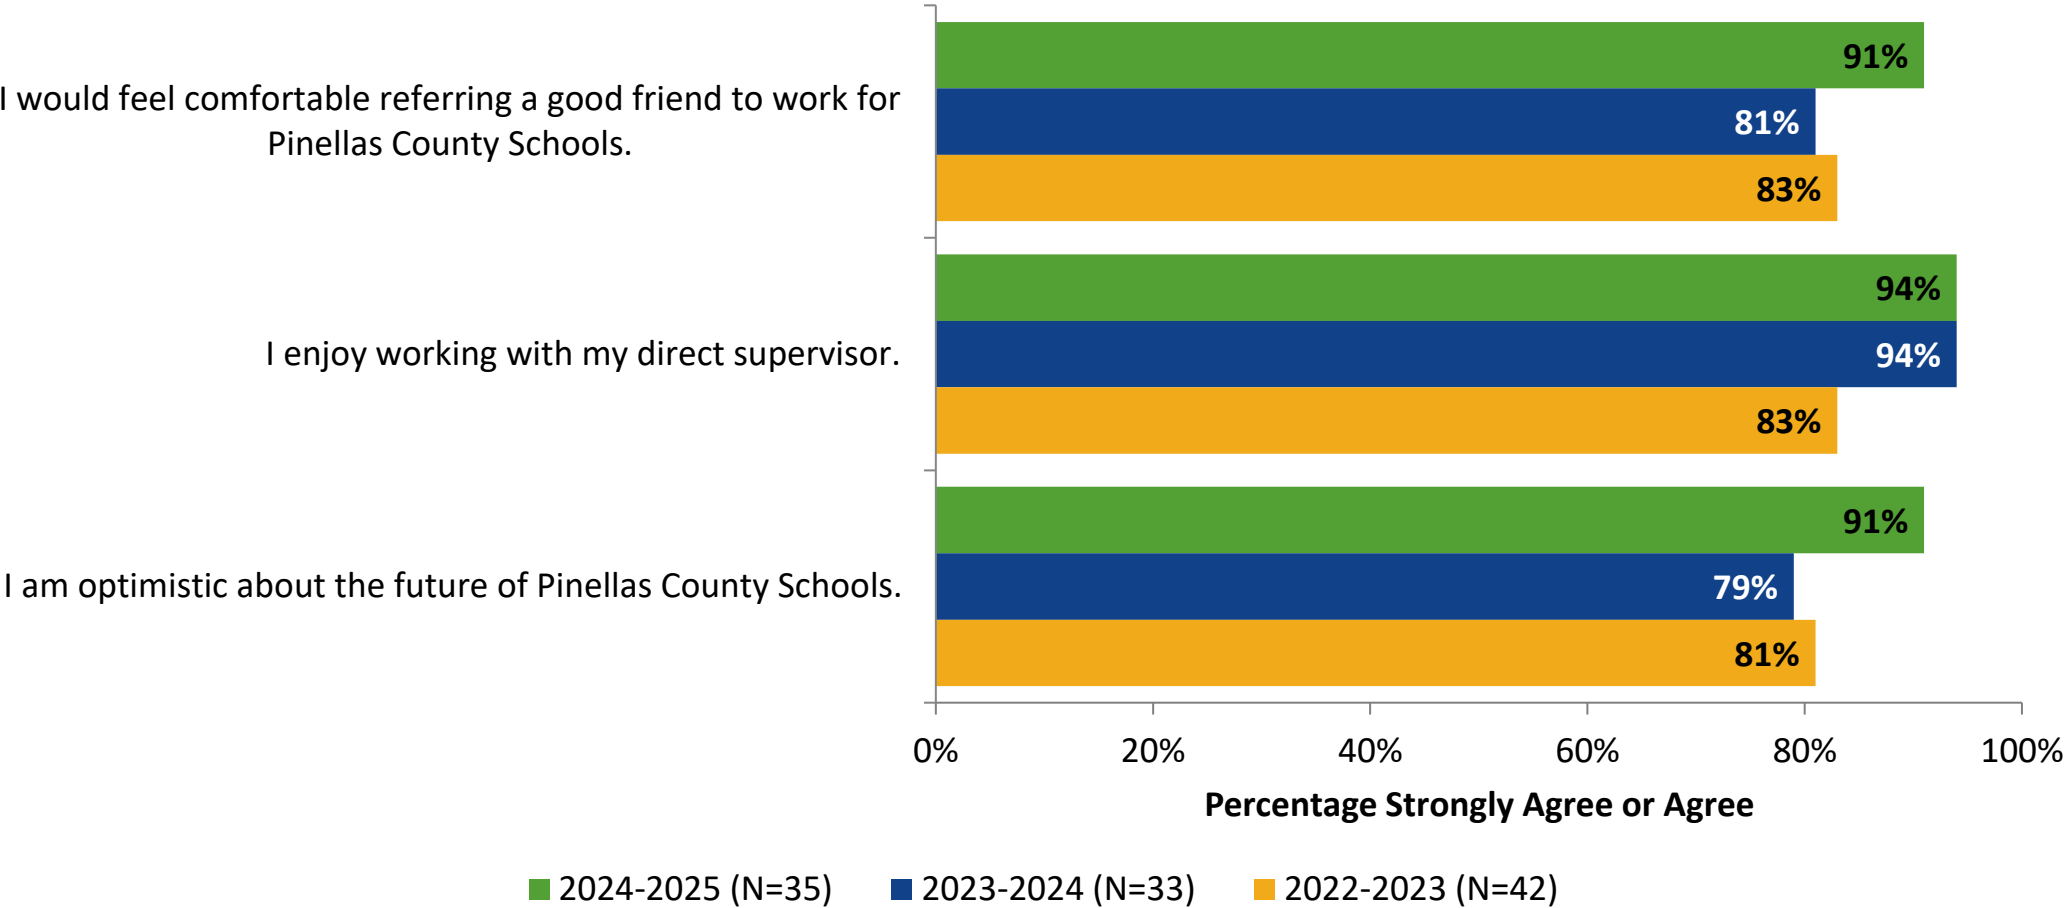 I would feel comfortable referring a good friend to work for
Pinellas County Schools.
91%
81%
83%
I enjoy working with my direct supervisor.
94%
94%
83%
I am optimistic about the future of Pinellas County Schools.
91%
79%
81%
0% 20% 40% 60% 80% 100%
Percentage Strongly Agree or Agree
2024-2025 (N=35) 2023-2024 (N=33) 2022-2023 (N=42)